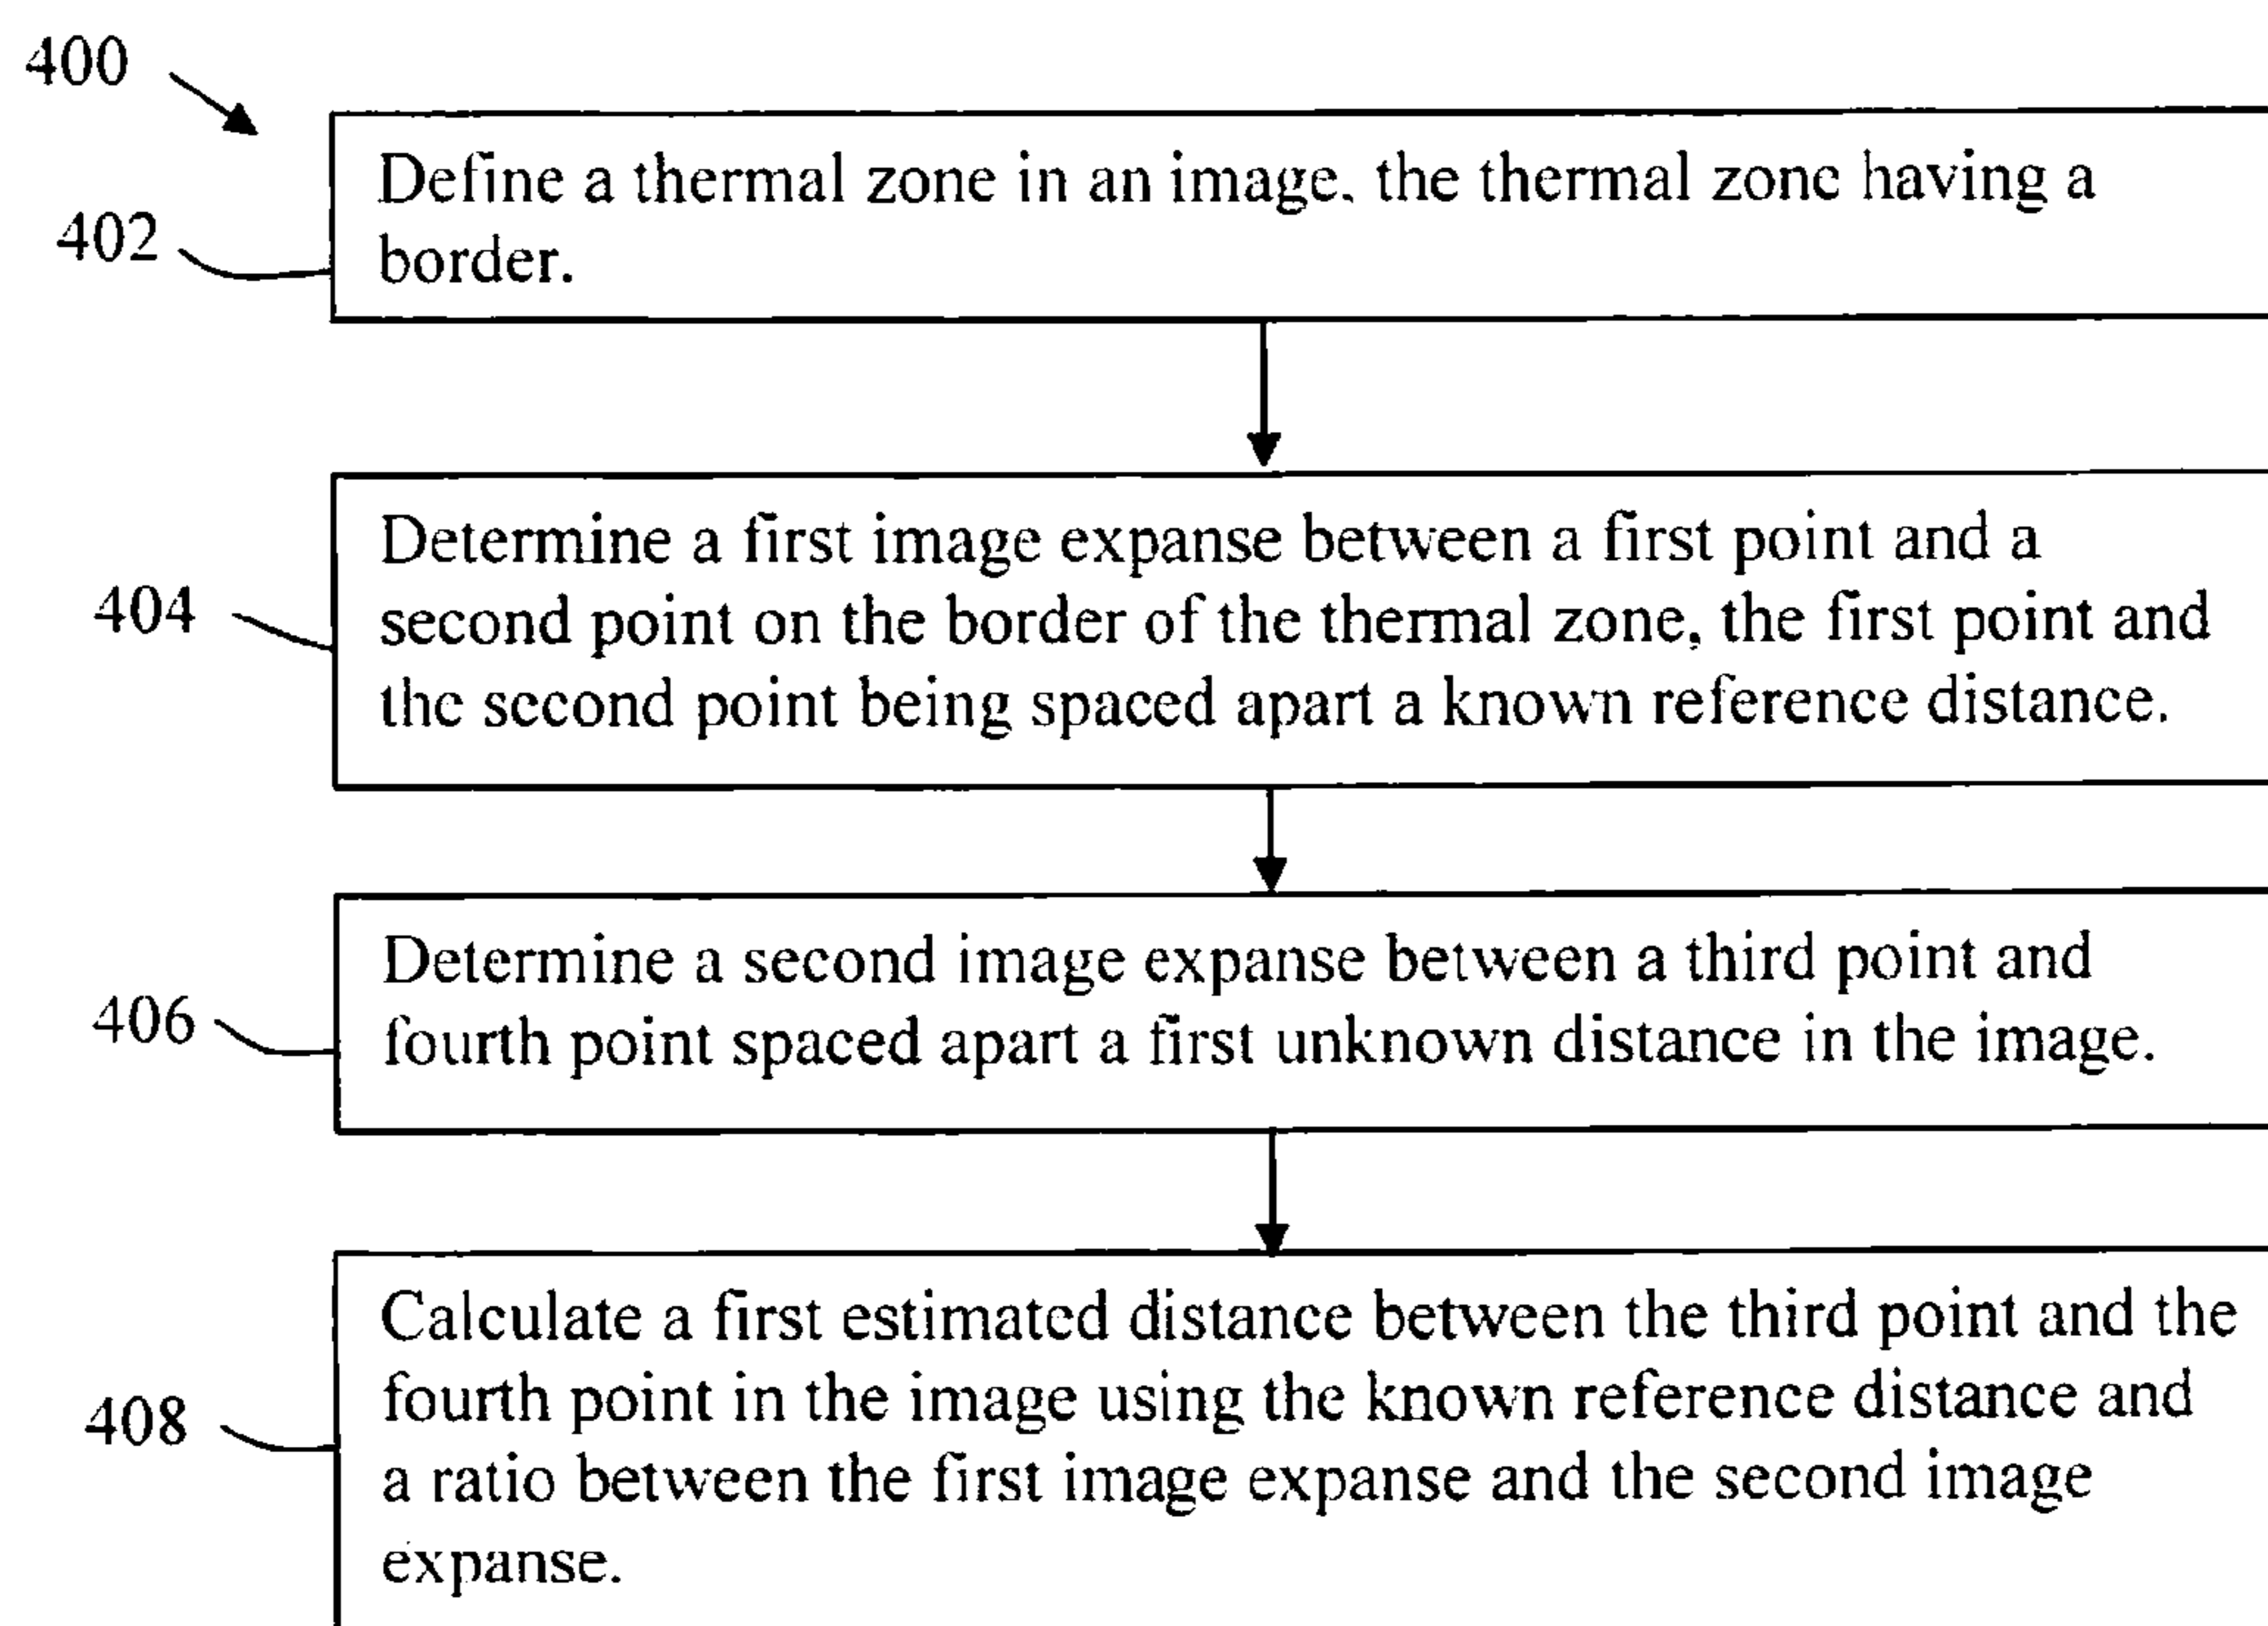 400
Define a thermal zone in an image, the thermal zone having a
402
border.
Determine a first image expanse between a first point and a
404
second point on the border of the thermal zone, the first point and
the second point being spaced apart a known reference distance.
Determine a second image expanse between a third point and
406
fourth point spaced apart a first unknown distance in the image.
Calculate a first estimated distance between the third point and the
fourth point in the image using the known reference distance and
408
a ratio between the first image expanse and the second image
expanse.